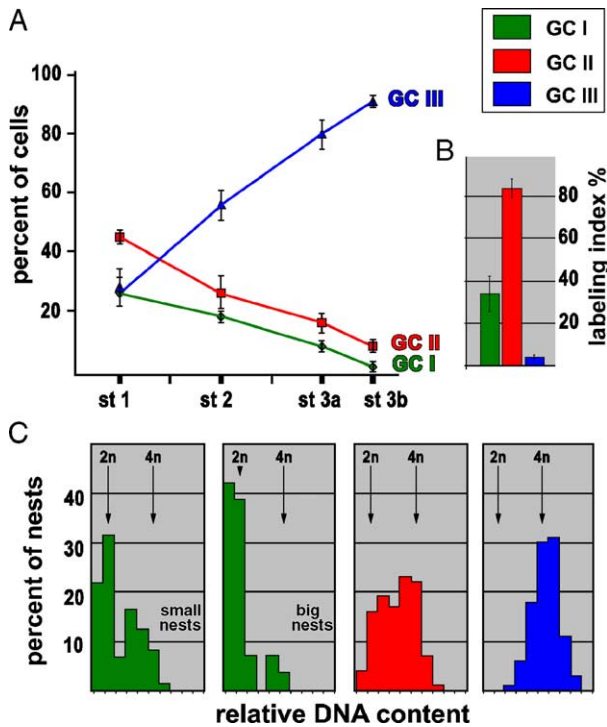 A
GC I
GC II
GC III
100
80
60
40
20
percent of cells
GC III
GC II
GC I
st 1
st 2
st 3a
st 3b
B
80
60
40
20
labeling index %
C
2n
4n
2n
4n
2n
4n
2n
4n
40
30
20
10
percent of nests
small
nests
big
nests
relative DNA content